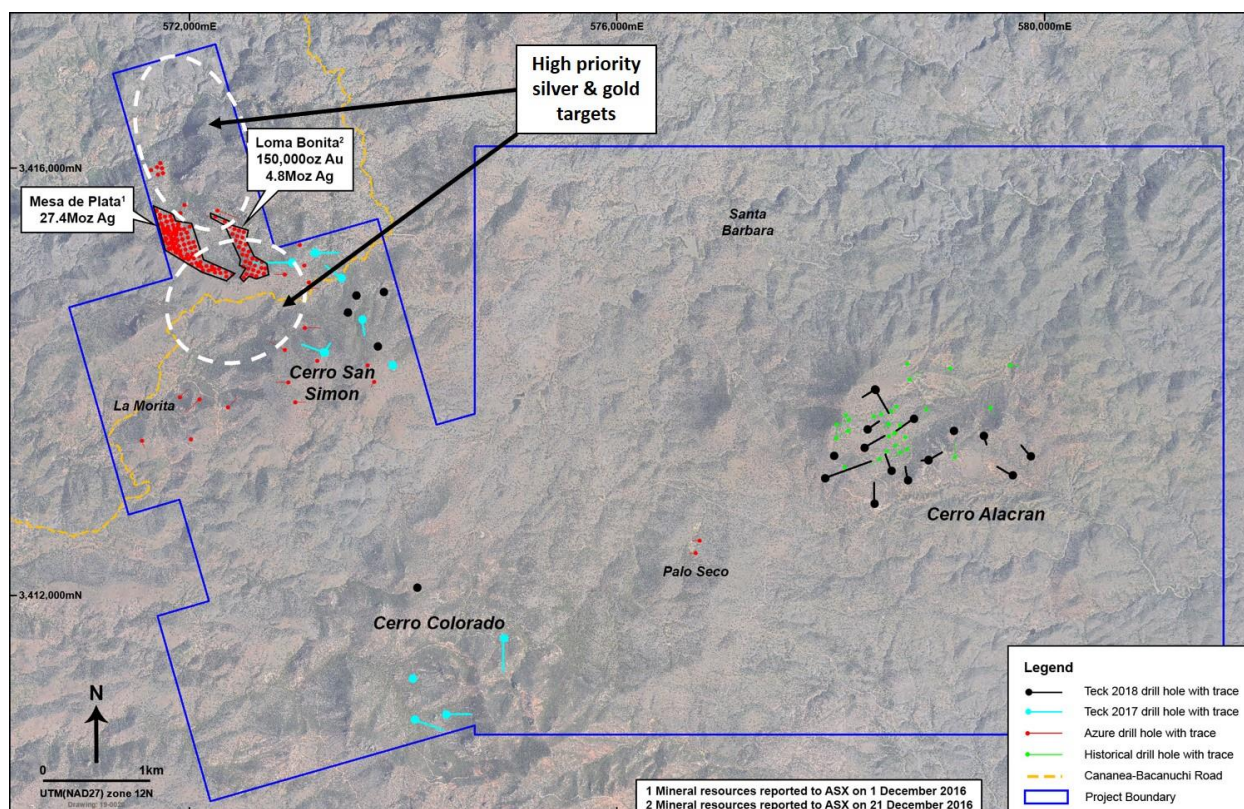 572,000mE
576,000mE
580,000mE
High priority
silver & gold
targets
Loma Bonita²
150,000oz Au
4.8Moz Ag
3,416,000mN
Mesa de Plata¹
27.4Moz Ag
Santa
Barbara
Cerro San
Simon
La Morita
Cerro Alacran
Palo Seco
3,412,000mN
Cerro Colorado
N
0 1km
UTM(NAD27) zone 12N
Legend
Teck 2018 drill hole with trace
Teck 2017 drill hole with trace
Azure drill hole with trace
Historical drill hole with trace
Cananea-Bacanuchi Road
Project Boundary
1 Mineral resources reported to ASX on 1 December 2016
2 Mineral resources reported to ASX on 21 December 2016